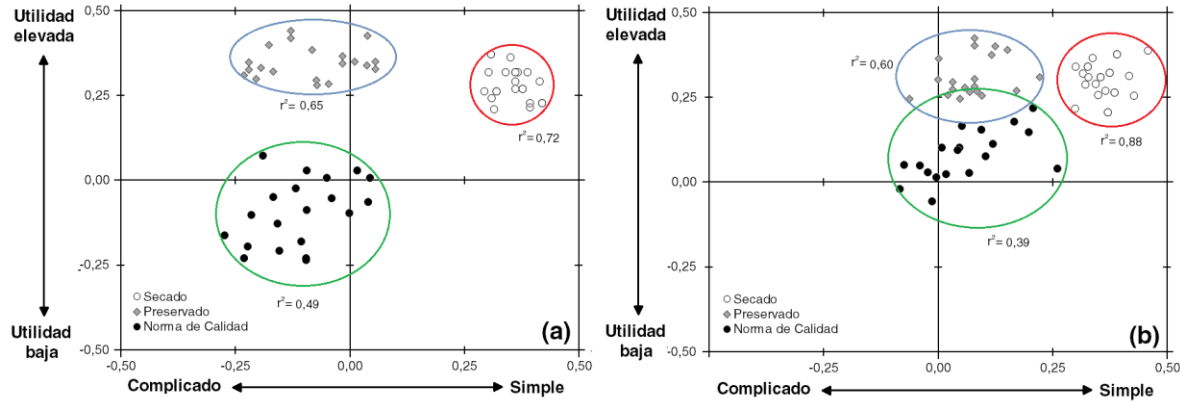 Utilidad
elevada
0,50
0,25
0,00
-0,25
-0,50
Utilidad
baja
r²= 0,65
r²= 0,72
r²= 0,49
Secado
Preservado
Norma de Calidad
(a)
-0,50
-0,25
0,00
0,25
0,50
Complicado
Simple
Utilidad
elevada
0,50
0,25
0,00
-0,25
-0,50
Utilidad
baja
r²= 0,60
r²= 0,88
r²= 0,39
Secado
Preservado
Norma de Calidad
(b)
-0,50
-0,25
0,00
0,25
0,50
Complicado
Simple